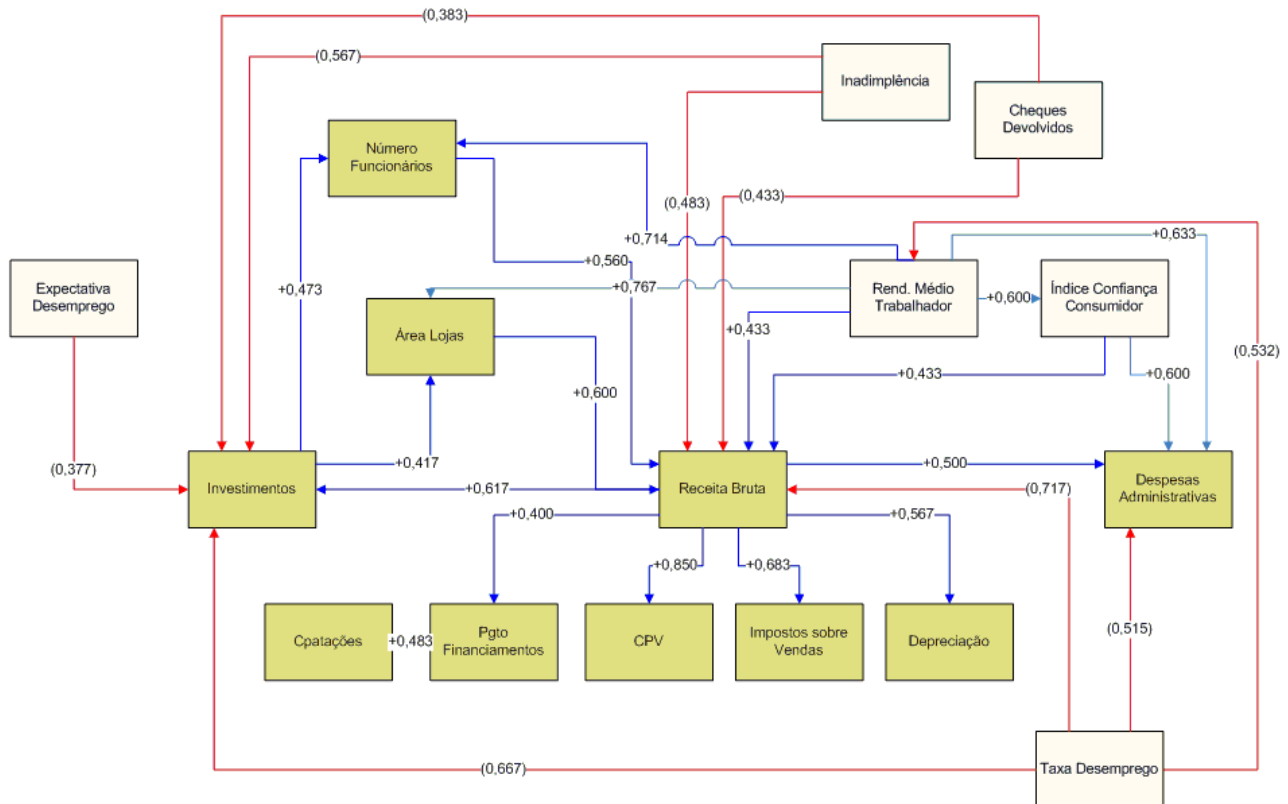 (0,383)
(0,567)
Inadimplência
Cheques
Devolvidos
Número
Funcionários
(0,483)
(0,433)
+0,714
+0,633
+0,560
Expectativa
Desemprego
+0,473
+0,767
Rend. Médio
Trabalhador
+0,600
Índice Confiança
Consumidor
Área Lojas
+0,433
(0,532)
+0,600
+0,433
+0,600
(0,377)
Investimentos
+0,417
+0,617
Receita Bruta
+0,500
(0,717)
Despesas
Administrativas
+0,400
+0,567
+0,850
+0,683
Cpatações
+0,483
Pgto
Financiamentos
CPV
Impostos sobre
Vendas
Depreciação
(0,515)
(0,667)
Taxa Desemprego